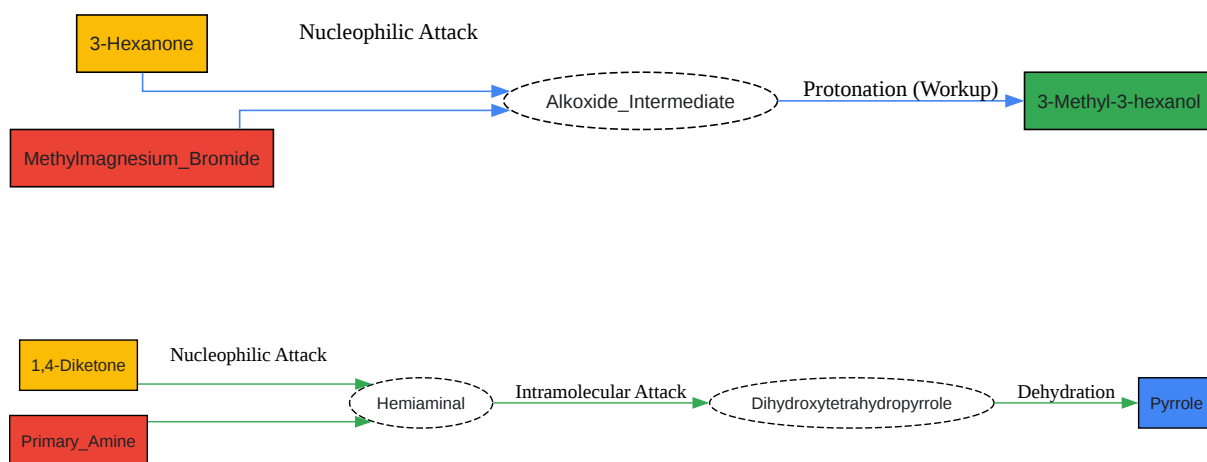 Nucleophilic Attack
3-Hexanone
Alkoxide_Intermediate
Protonation (Workup)
3-Methyl-3-hexanol
Methylmagnesium_Bromide
1,4-Diketone
Nucleophilic Attack
Hemiaminal
Intramolecular Attack
Dihydroxytetrahydropyrrole
Dehydration
Pyrrole
Primary_Amine